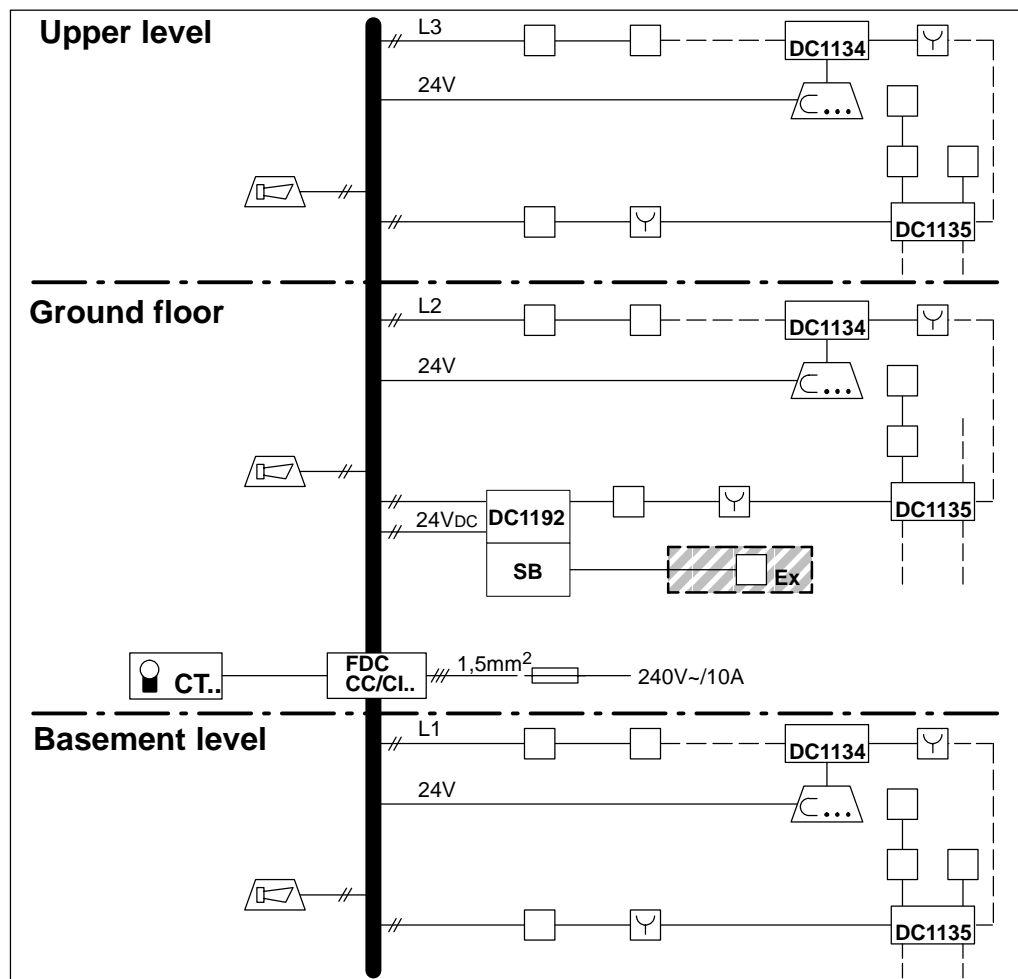 Upper level
L3
DC1134
24V
DC1135
Ground floor
L2
DC1134
24V
DC1135
24VDC
DC1192
SB
Ex
CT..
FDC
CC/CI..
1,5mm²
240V~/10A
Basement level
L1
DC1134
24V
DC1135